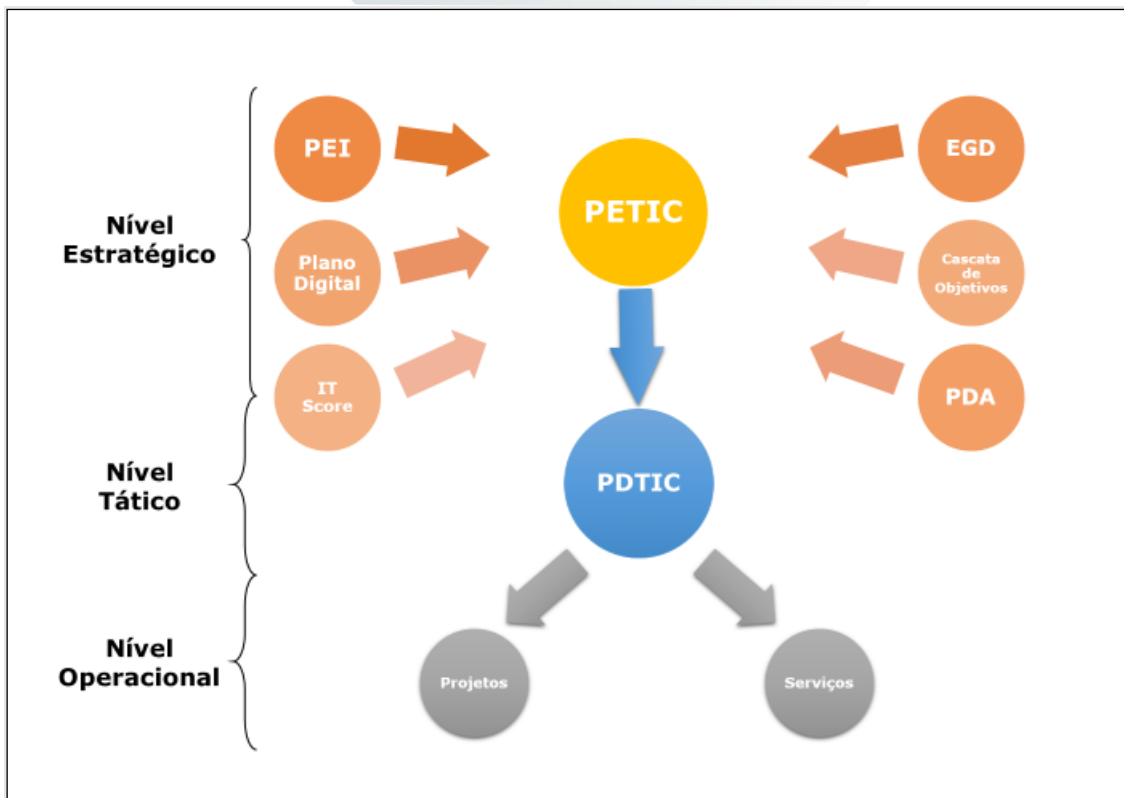 PEI
EGD
PETIC
Nível
Estratégico
Plano
Digital
Cascata
de
Objetivos
IT
Score
PDA
Nível
Tático
PDTIC
Nível
Operacional
Projetos
Serviços